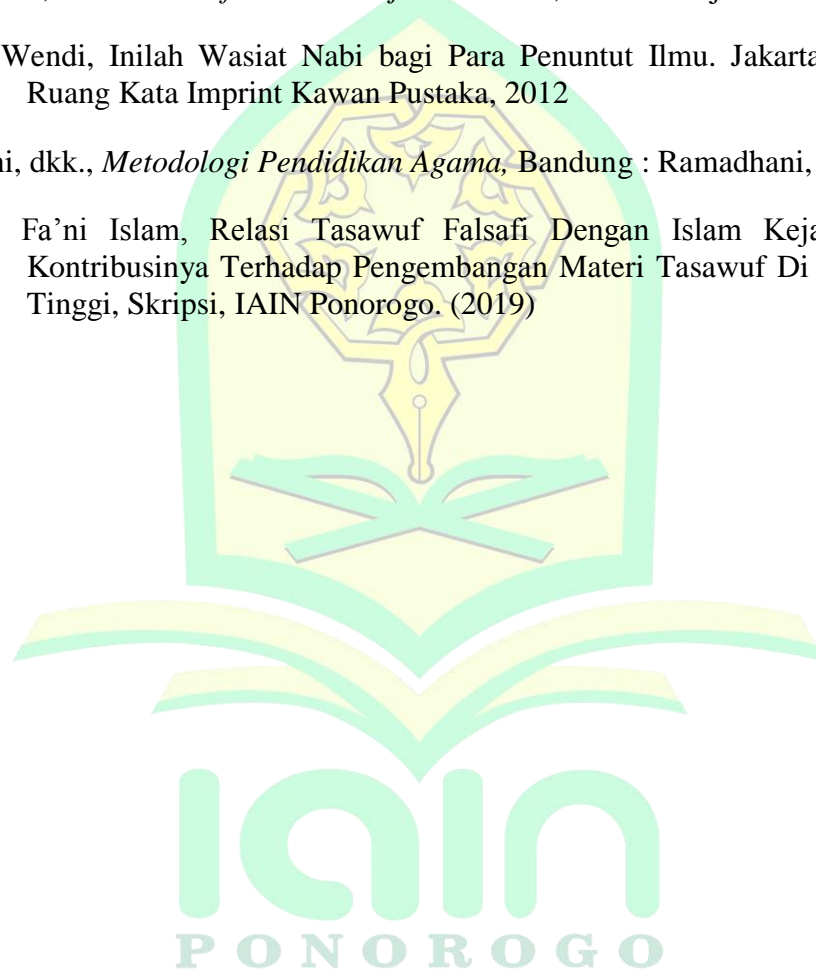 Wendi, Inilah Wasiat Nabi bagi Para Penuntut Ilmu. Jakarta
Ruang Kata Imprint Kawan Pustaka, 2012
dkk., Metodologi Pendidikan Agama, Bandung : Ramadhani,
Fa’ni Islam, Relasi Tasawuf Falsafi Dengan Islam
Kontribusinya Terhadap Pengembangan Materi Tasawuf Di
Tinggi, Skripsi, IAIN Ponorogo. (2019)
iain
PONOROGO